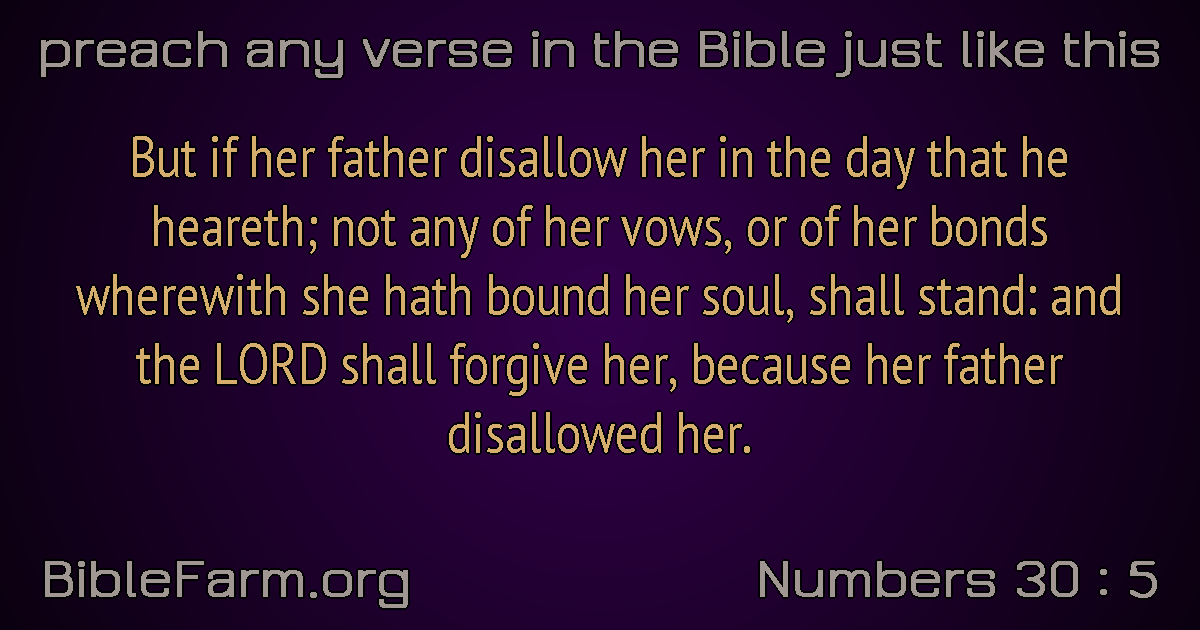 preach any verse in the Bible just like this
But if her father disallow her in the day that he
heareth; not any of her vows, or of her bonds
wherewith she hath bound her soul, shall stand: and
the LORD shall forgive her, because her father
disallowed her.
BibleFarm.org
Numbers 30 : 5